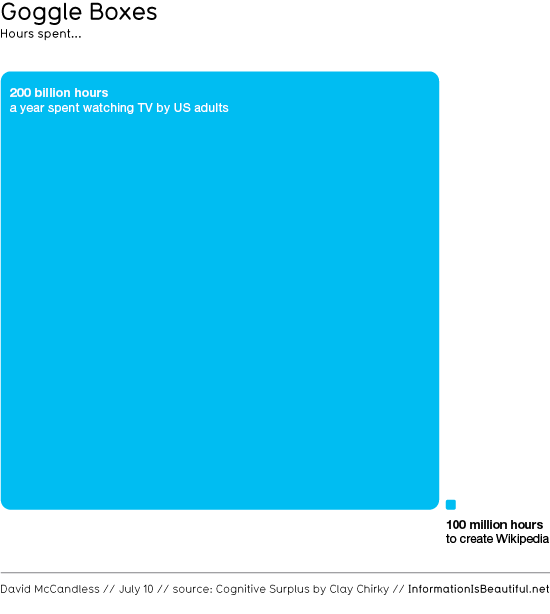 Goggle Boxes
Hours spent...
200 billion hours
a year spent watching TV by US adults
100 million hours
to create Wikipedia
David McCandless // July 10 // source: Cognitive Surplus by Clay Chirky // InformationIsBeautiful.net